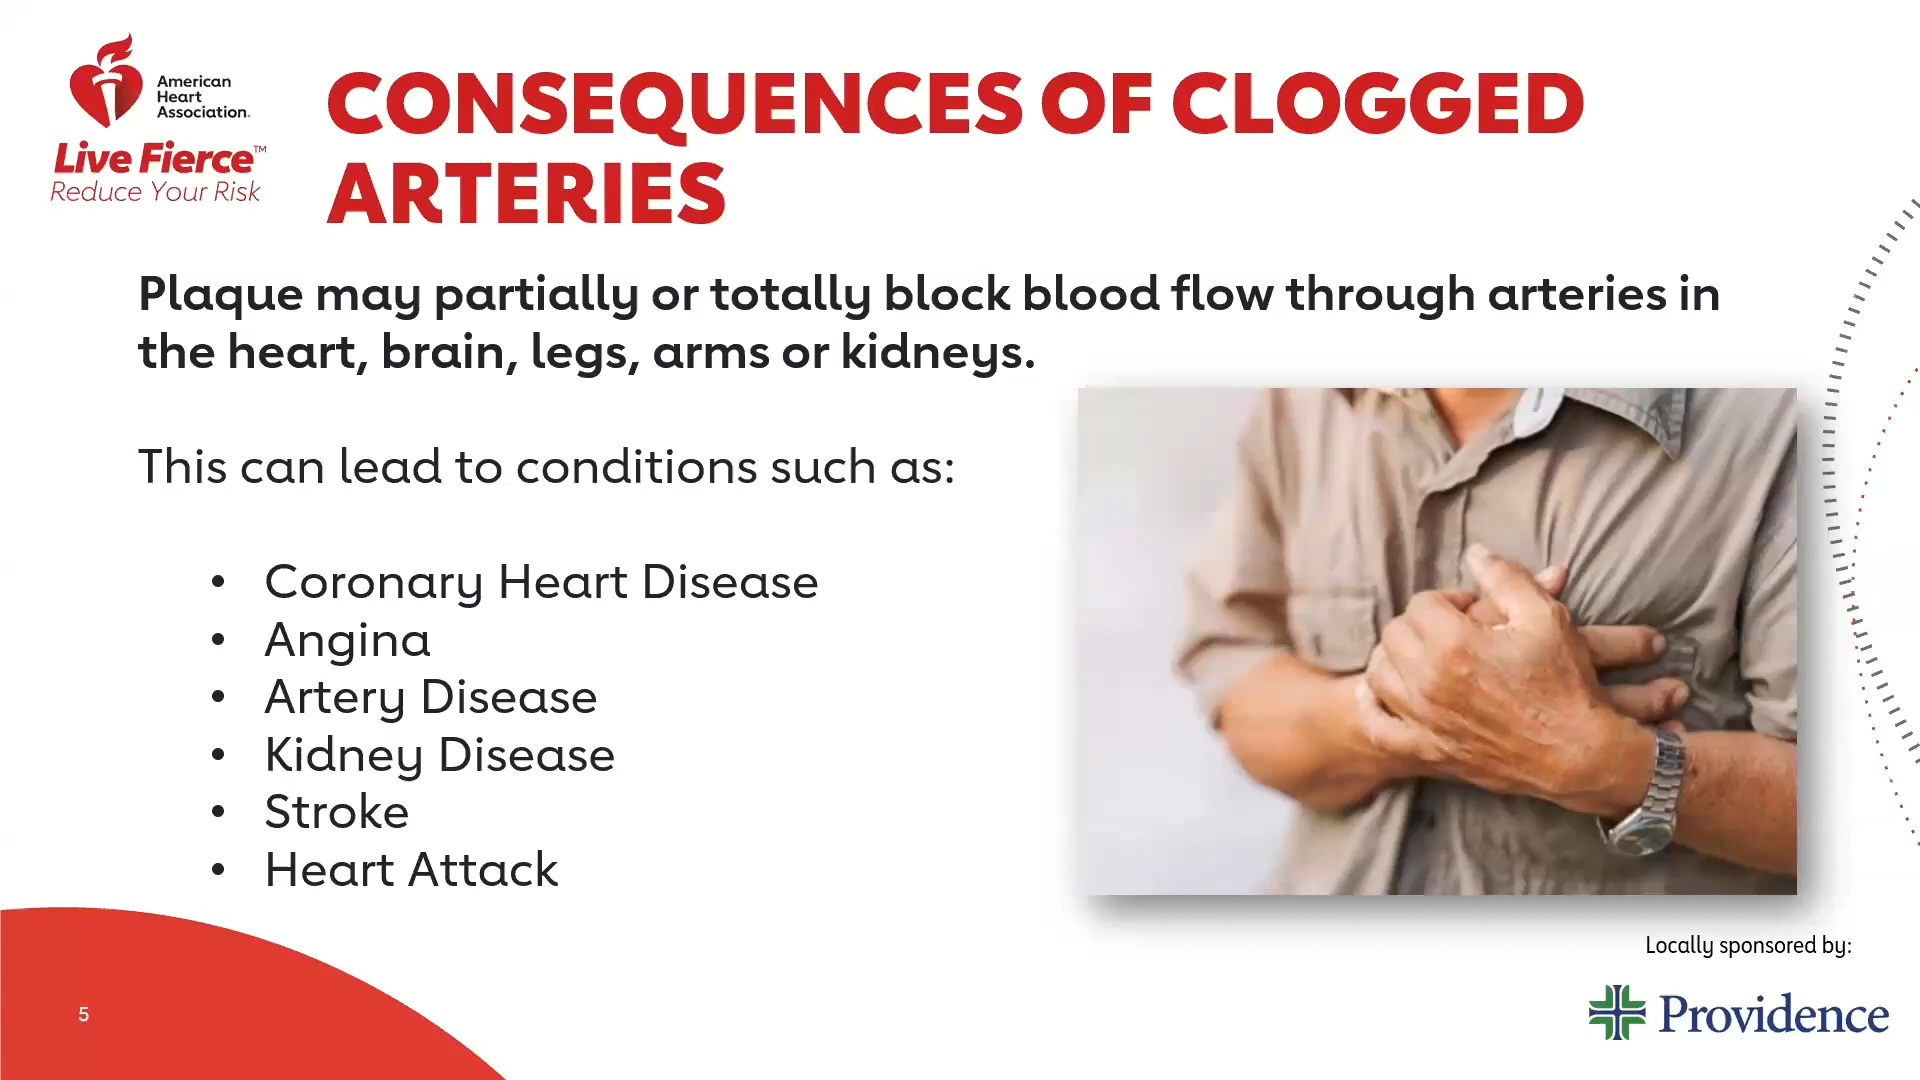 American
Heart
Association.
Live Fierce™
Reduce Your Risk
CONSEQUENCES OF CLOGGED
ARTERIES
Plaque may partially or totally block blood flow through arteries in
the heart, brain, legs, arms or kidneys.
This can lead to conditions such as:
• Coronary Heart Disease
• Angina
• Artery Disease
• Kidney Disease
• Stroke
• Heart Attack
Locally sponsored by:
Providence
5